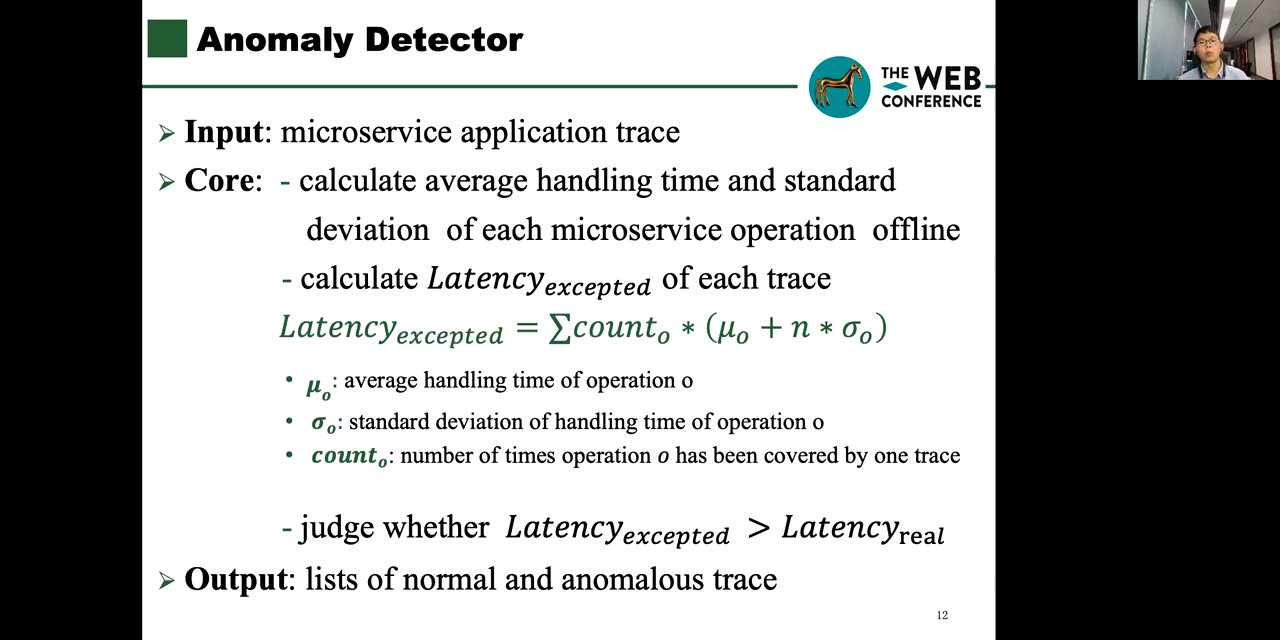 Anomaly Detector
THE WEB
CONFERENCE
➢ Input: microservice application trace
➢ Core: - calculate average handling time and standard
deviation of each microservice operation offline
- calculate Latency_excepted of each trace
Latency_excepted = ∑count_o * (μ_o + n * σ_o)
• μ_o: average handling time of operation o
• σ_o: standard deviation of handling time of operation o
• count_o: number of times operation o has been covered by one trace
- judge whether Latency_excepted > Latency_real
➢ Output: lists of normal and anomalous trace
12